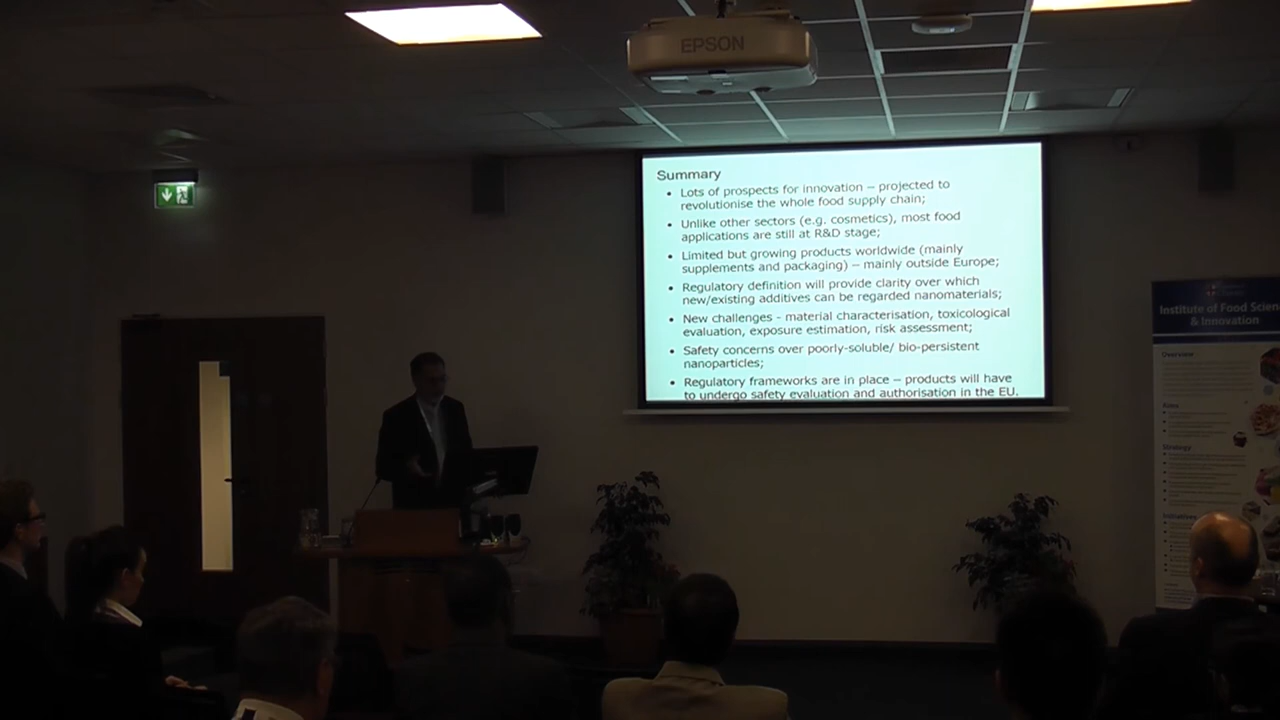 EPSON
Summary
• Lots of prospects for innovation – projected to
revolutionise the whole food supply chain;
• Unlike other sectors (e.g. cosmetics), most food
applications are still at R&D stage;
• Limited but growing products worldwide (mainly
supplements and packaging) – mainly outside Europe;
• Regulatory definition will provide clarity over which
new/existing additives can be regarded nanomaterials;
• New challenges - material characterisation, toxicological
evaluation, exposure estimation, risk assessment;
• Safety concerns over poorly-soluble/ bio-persistent
nanoparticles;
• Regulatory frameworks are in place – products will have
to undergo safety evaluation and authorisation in the EU.
Institute of Food Scien
& Innovation
Overview
Strategy
Initiatives